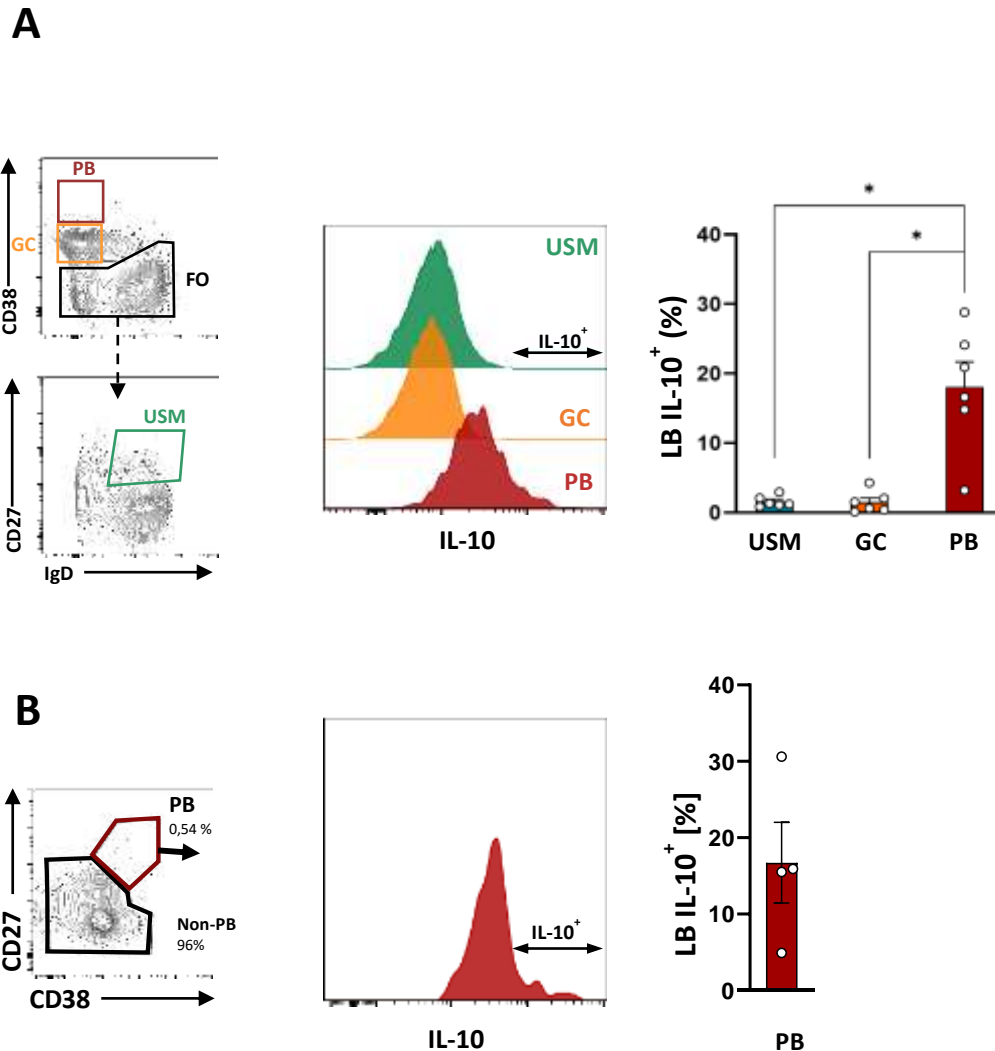 A
PB
GC
FO
CD38
USM
CD27
IgD
USM
IL-10+
GC
PB
IL-10
*
*
LB IL-10+ (%)
40
30
20
10
0
USM GC PB
B
PB
0,54 %
Non-PB
96%
CD27
CD38
IL-10+
IL-10
LB IL-10+ [%]
40
30
20
10
0
PB